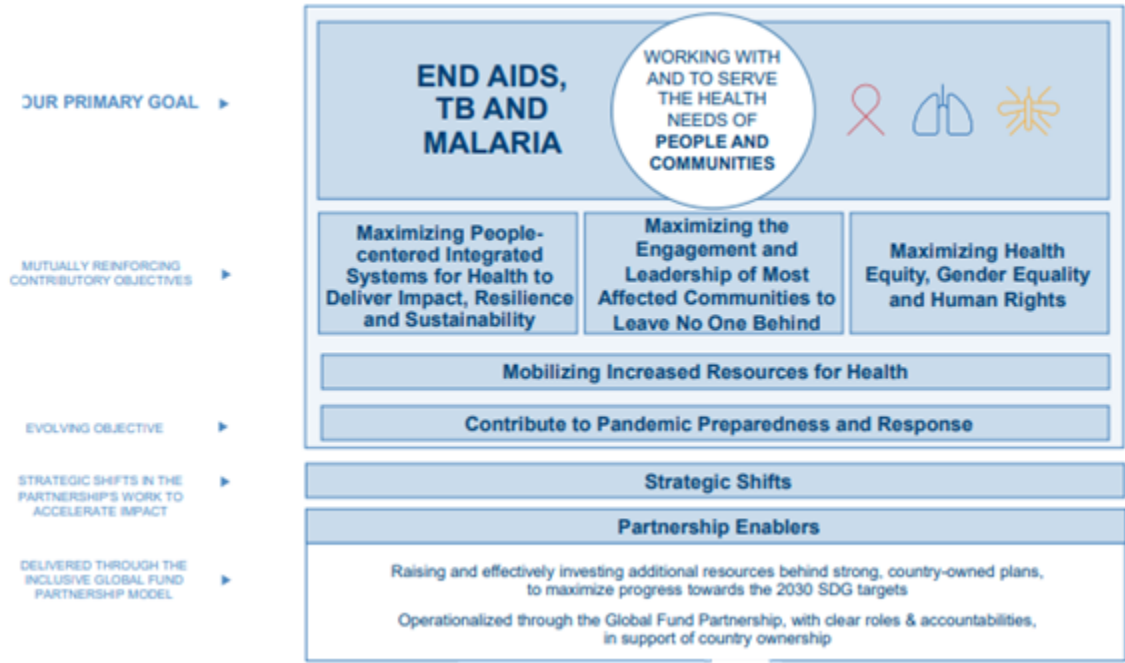 OUR PRIMARY GOAL
END AIDS,
TB AND
MALARIA
WORKING WITH
AND TO SERVE
THE HEALTH
NEEDS OF
PEOPLE AND
COMMUNITIES
MUTUALLY REINFORCING
CONTRIBUTORY OBJECTIVES
Maximizing People-
centered Integrated
Systems for Health to
Deliver Impact, Resilience
and Sustainability
Maximizing the
Engagement and
Leadership of Most
Affected Communities to
Leave No One Behind
Maximizing Health
Equity, Gender Equality
and Human Rights
Mobilizing Increased Resources for Health
EVOLVING OBJECTIVE
Contribute to Pandemic Preparedness and Response
STRATEGIC SHIFTS IN THE
PARTNERSHIP'S WORK TO
ACCELERATE IMPACT
Strategic Shifts
Partnership Enablers
DELIVERED THROUGH THE
INCLUSIVE GLOBAL FUND
PARTNERSHIP MODEL
Raising and effectively investing additional resources behind strong, country-owned plans,
to maximize progress towards the 2030 SDG targets
Operationalized through the Global Fund Partnership, with clear roles & accountabilities,
in support of country ownership